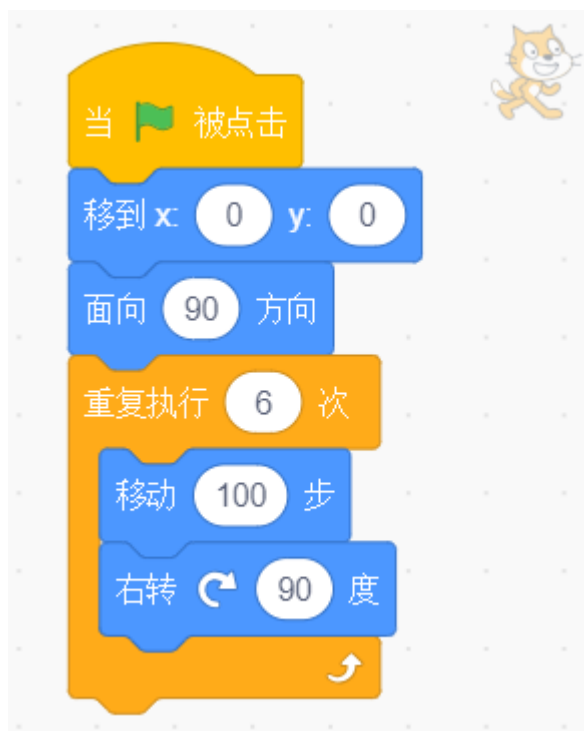 当 被点击
移到 x: 0 y: 0
面向 90 方向
重复执行 6 次
移动 100 步
右转 90 度